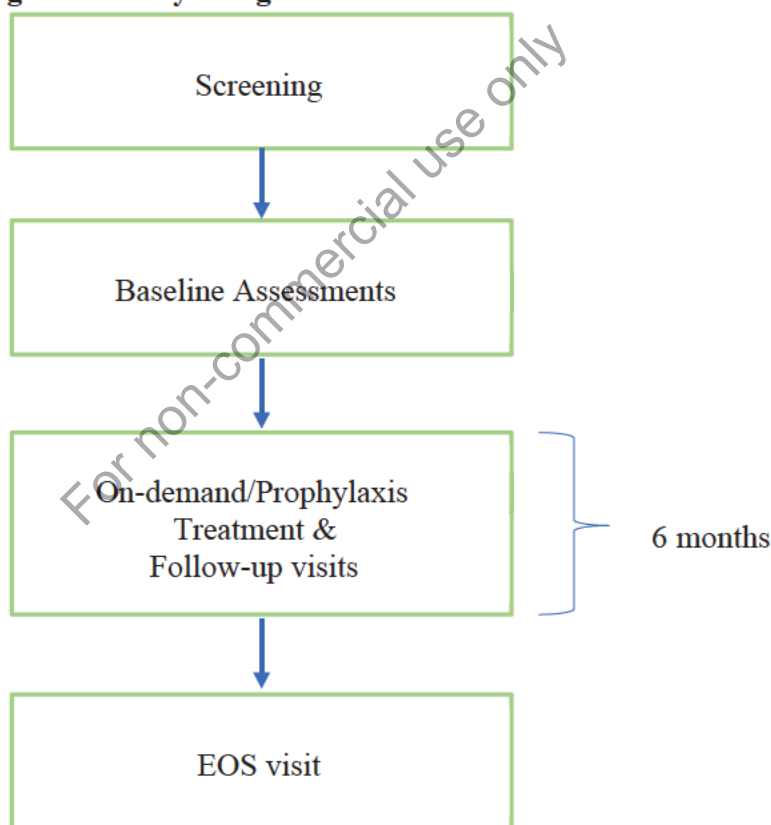 Screening
Baseline Assessments
On-demand/Prophylaxis
Treatment &
Follow-up visits
6 months
EOS visit
For non-commercial use only